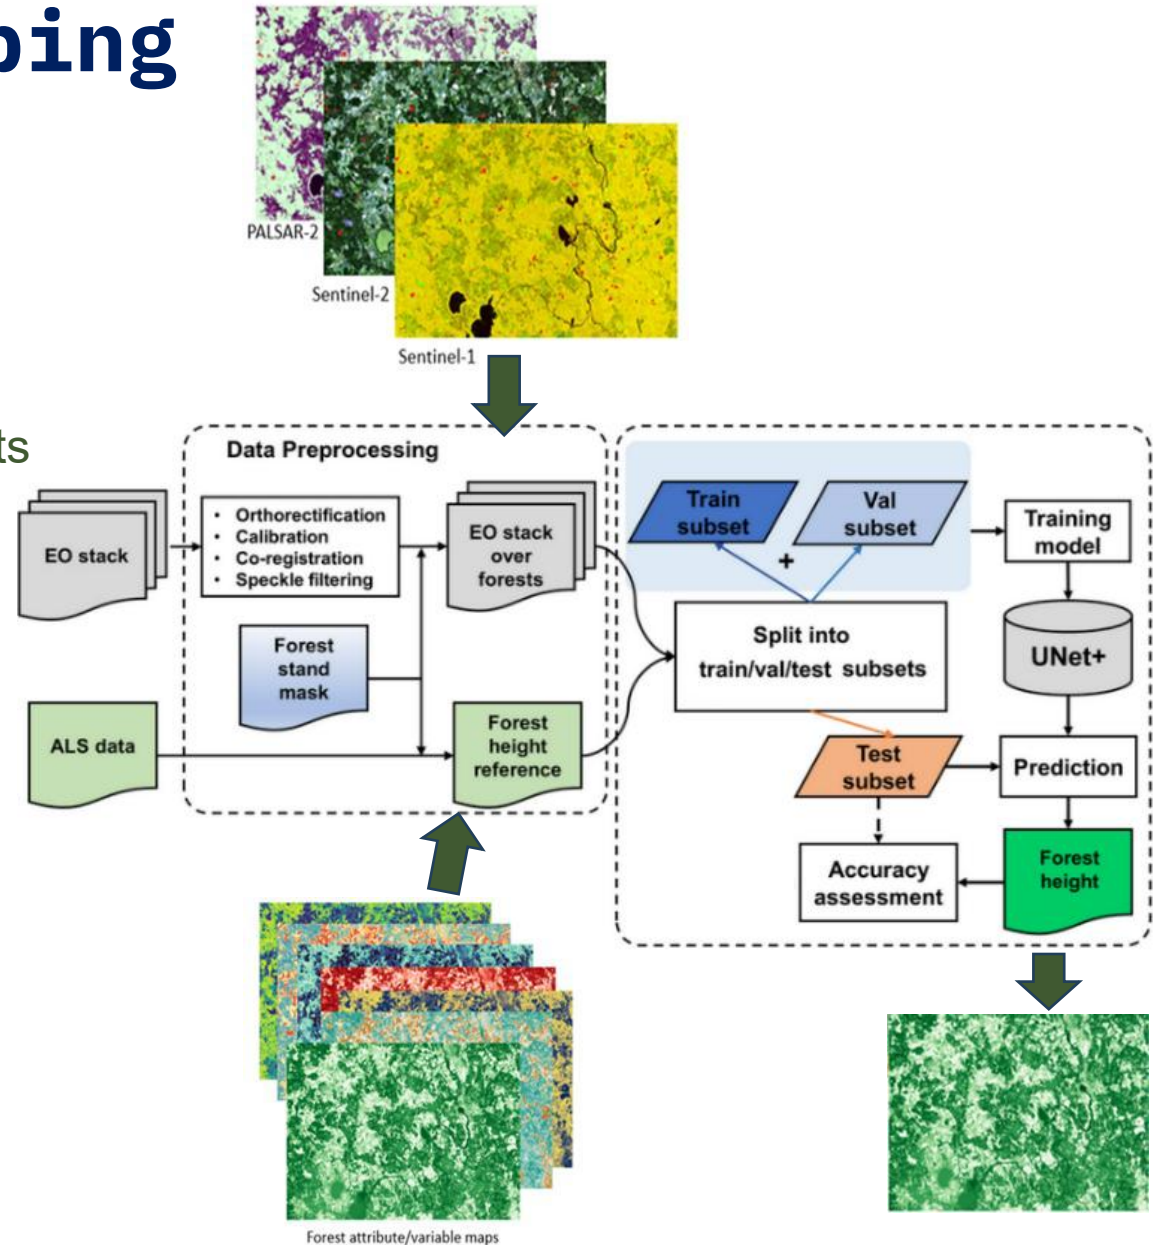 ping
PALSAR-2
Sentinel-2
Sentinel-1
ts
Data Preprocessing
EO stack
• Orthorectification
• Calibration
• Co-registration
• Speckle filtering
EO stack
over
forests
Forest
stand
mask
ALS data
Forest
height
reference
Train
subset
Val
subset
+
Training
model
Split into
train/val/test subsets
UNet+
Test
subset
Prediction
Accuracy
assessment
Forest
height
Forest attribute/variable maps